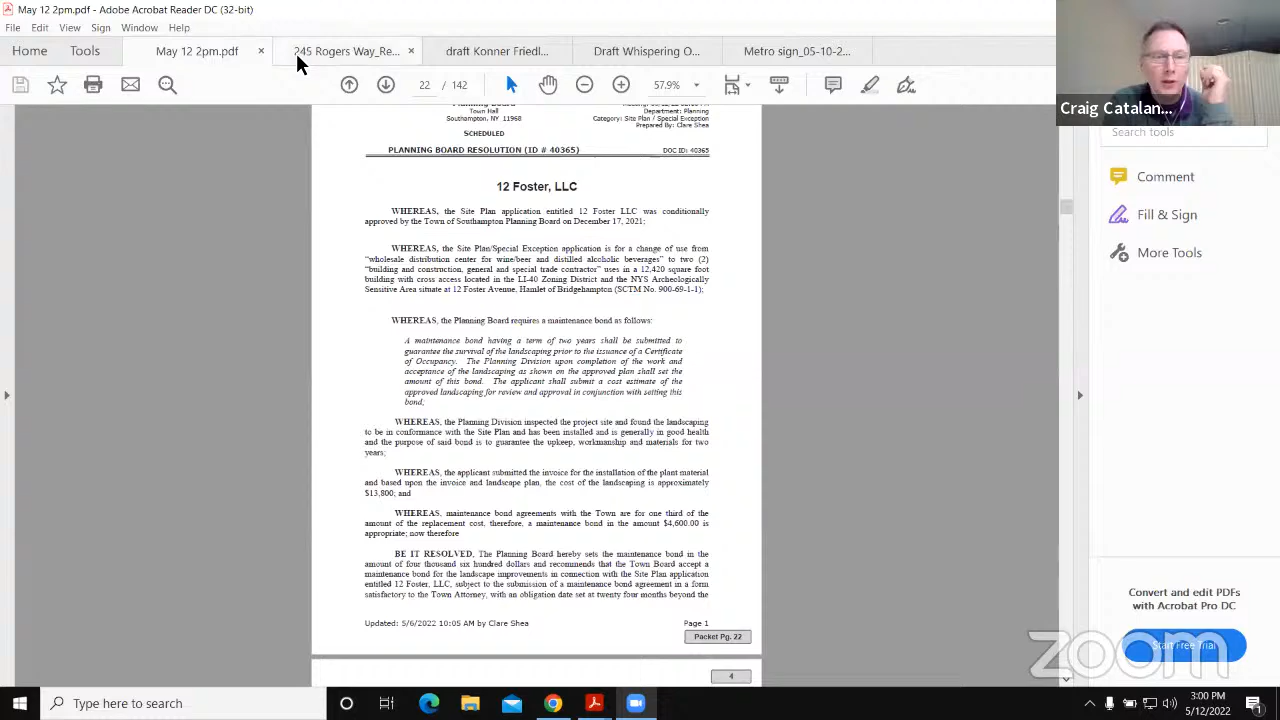 May 12 2pm.pdf - Adobe Acrobat Reader DC (32-bit)
File Edit View Sign Window Help
Home Tools May 12 2pm.pdf × 245 Rogers Way_Re... × draft Konner Friedl... Draft Whispering O... Metro sign_05-10-2...
22 / 143 57.9%
Craig Catalan...
Search tools
Comment
Fill & Sign
More Tools
Convert and edit PDFs
with Acrobat Pro DC
Start Free Trial
Town Hall
Southampton, NY 11968
Department: Planning
Category: Site Plan / Special Exception
Prepared By: Clare Shea
SCHEDULED
PLANNING BOARD RESOLUTION (ID # 40365) DOC ID: 40365
12 Foster, LLC
WHEREAS, the Site Plan application entitled 12 Foster LLC was conditionally
approved by the Town of Southampton Planning Board on December 17, 2021;
WHEREAS, the Site Plan/Special Exception application is for a change of use from
“wholesale distribution center for wine/beer and distilled alcoholic beverages” to two (2)
“building and construction, general and special trade contractor” uses in a 12,420 square foot
building with cross access located in the LI-40 Zoning District and the NYS Archeologically
Sensitive Area situate at 12 Foster Avenue, Hamlet of Bridgehampton (SCTM No. 900-69-1-1);
WHEREAS, the Planning Board requires a maintenance bond as follows:
A maintenance bond having a term of two years shall be submitted to
guarantee the survival of the landscaping prior to the issuance of a Certificate
of Occupancy. The Planning Division upon completion of the work and
acceptance of the landscaping as shown on the approved plan shall set the
amount of this bond. The applicant shall submit a cost estimate of the
approved landscaping for review and approval in conjunction with setting this
bond;
WHEREAS, the Planning Division inspected the project site and found the landscaping
to be in conformance with the Site Plan and has been installed and is generally in good health
and the purpose of said bond is to guarantee the upkeep, workmanship and materials for two
years;
WHEREAS, the applicant submitted the invoice for the installation of the plant material
and based upon the invoice and landscape plan, the cost of the landscaping is approximately
$13,800; and
WHEREAS, maintenance bond agreements with the Town are for one third of the
amount of the replacement cost, therefore, a maintenance bond in the amount $4,600.00 is
appropriate; now therefore
BE IT RESOLVED, The Planning Board hereby sets the maintenance bond in the
amount of four thousand six hundred dollars and recommends that the Town Board accept a
maintenance bond for the landscape improvements in connection with the Site Plan application
entitled 12 Foster, LLC, subject to the submission of a maintenance bond agreement in a form
satisfactory to the Town Attorney, with an obligation date set at twenty four months beyond the
Updated: 5/6/2022 10:05 AM by Clare Shea Page 1
Packet Pg. 22
4
zoom
Type here to search
3:00 PM
5/12/2022
1